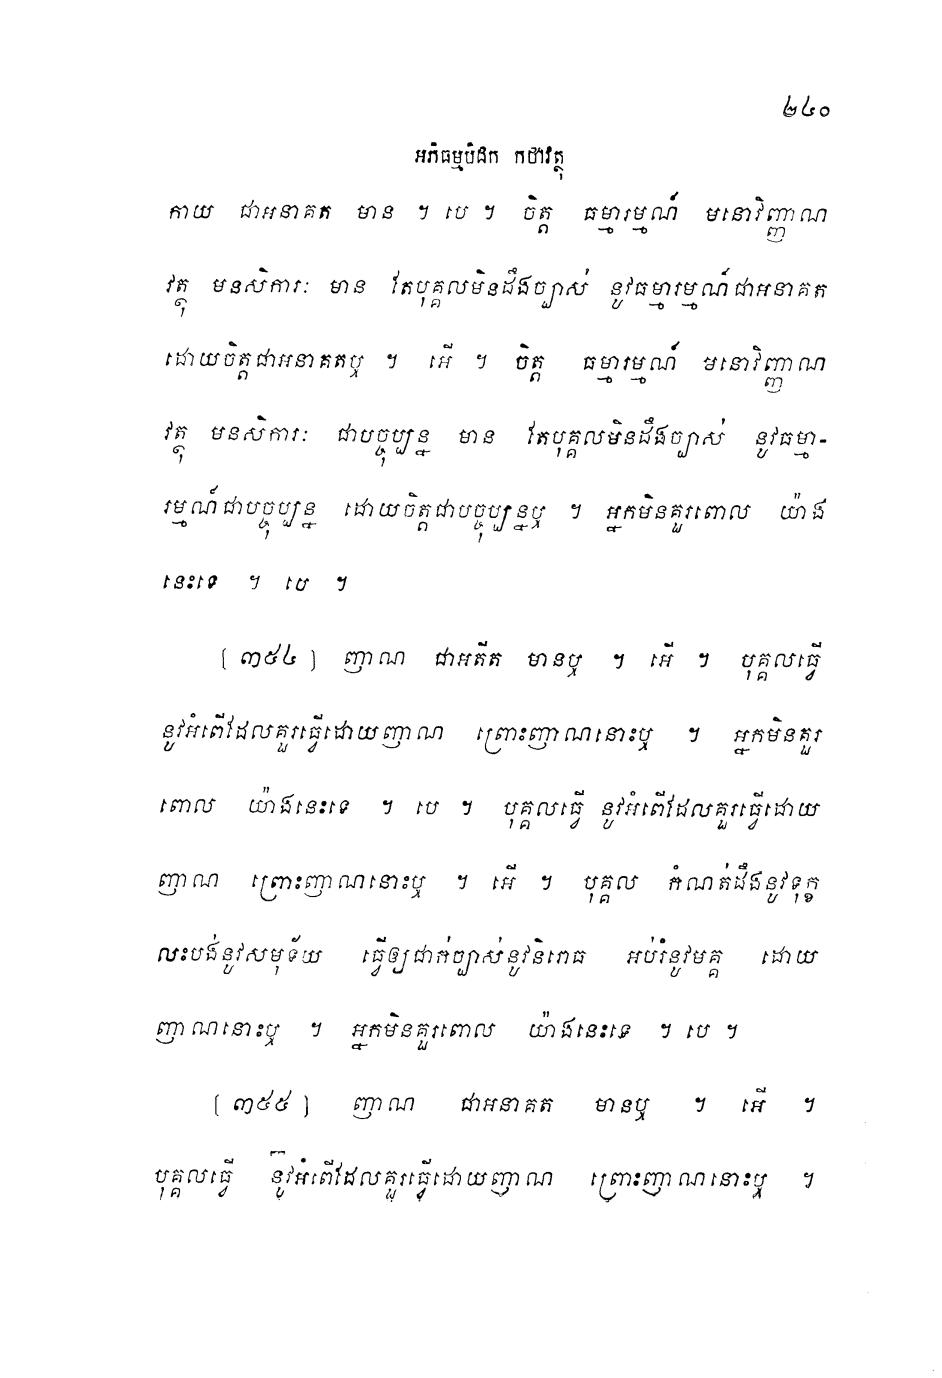 ២៤០
អភិធម្មបិដក កថាវត្ថុ
កាយ ជាអនាគត មាន ។ បេ ។ ចិត្ត ធម្មារម្មណ៍ មនោវិញ្ញាណ
វត្ថុ មនសិការៈ មាន តែបុគ្គលមិនដឹងច្បាស់ នូវធម្មារម្មណ៍ជាអនាគត
ដោយចិត្តជាអនាគតឬ ។ អើ ។ ចិត្ត ធម្មារម្មណ៍ មនោវិញ្ញាណ
វត្ថុ មនសិការៈ ជាបច្ចុប្បន្ន មាន តែបុគ្គលមិនដឹងច្បាស់ នូវធម្មា-
រម្មណ៍ជាបច្ចុប្បន្ន ដោយចិត្តជាបច្ចុប្បន្នឬ ។ អ្នកមិនគួរពោល យ៉ាង
នេះទេ ។ បេ ។
[៣៥៤] ញាណ ជាអតីត មានឬ ។ អើ ។ បុគ្គលធ្វើ
នូវអំពើដែលគួរធ្វើដោយញាណ ព្រោះញាណនោះឬ ។ អ្នកមិនគួរ
ពោល យ៉ាងនេះទេ ។ បេ ។ បុគ្គលធ្វើ នូវអំពើដែលគួរធ្វើដោយ
ញាណ ព្រោះញាណនោះឬ ។ អើ ។ បុគ្គល កំណត់ដឹងនូវទុក្ខ
លះបង់នូវសមុទ័យ ធ្វើឲ្យជាក់ច្បាស់នូវនិរោធ អប់រំនូវមគ្គ ដោយ
ញាណនោះឬ ។ អ្នកមិនគួរពោល យ៉ាងនេះទេ ។ បេ ។
[៣៥៥] ញាណ ជាអនាគត មានឬ ។ អើ ។
បុគ្គលធ្វើ នូវអំពើដែលគួរធ្វើដោយញាណ ព្រោះញាណនោះឬ ។